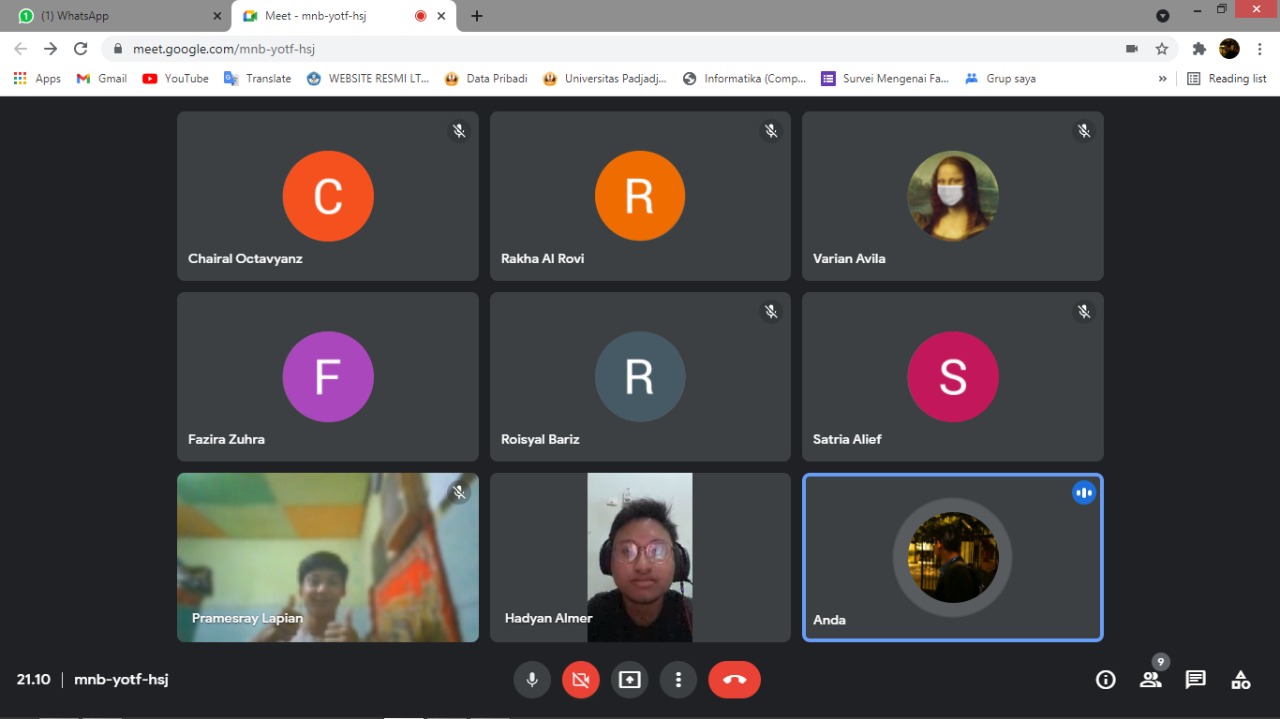 1 (1) WhatsApp
Meet - mnb-yotf-hsj
meet.google.com/mnb-yotf-hsj
Apps Gmail YouTube Translate WEBSITE RESMI LT... Data Pribadi Universitas Padjadj... Informatika (Comp... Survei Mengenai Fa... Grup saya » Reading list
C R
Chairal Octavyanz Rakha Al Rovi Varian Avila
F R S
Fazira Zuhra Roisyal Bariz Satria Alief
Pramesray Lapian Hadyan Almer Anda
21.10 | mnb-yotf-hsj 9